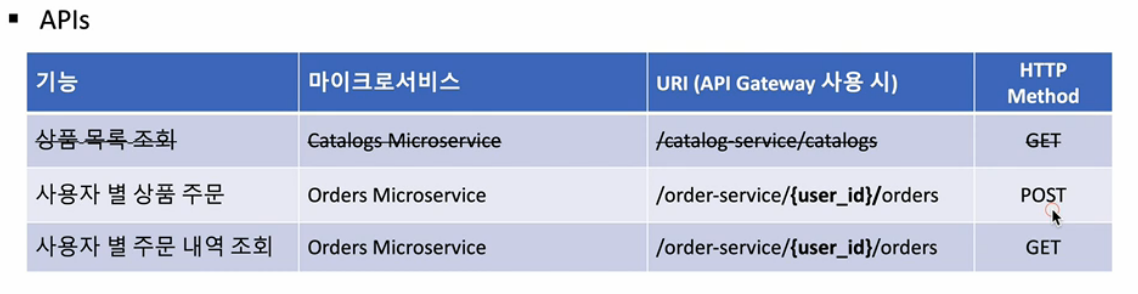 ▪ APIs
기능 마이크로서비스 URI (API Gateway 사용 시) HTTP Method
상품 목록 조회 Catalogs Microservice /catalog-service/catalogs GET
사용자 별 상품 주문 Orders Microservice /order-service/{user_id}/orders POST
사용자 별 주문 내역 조회 Orders Microservice /order-service/{user_id}/orders GET